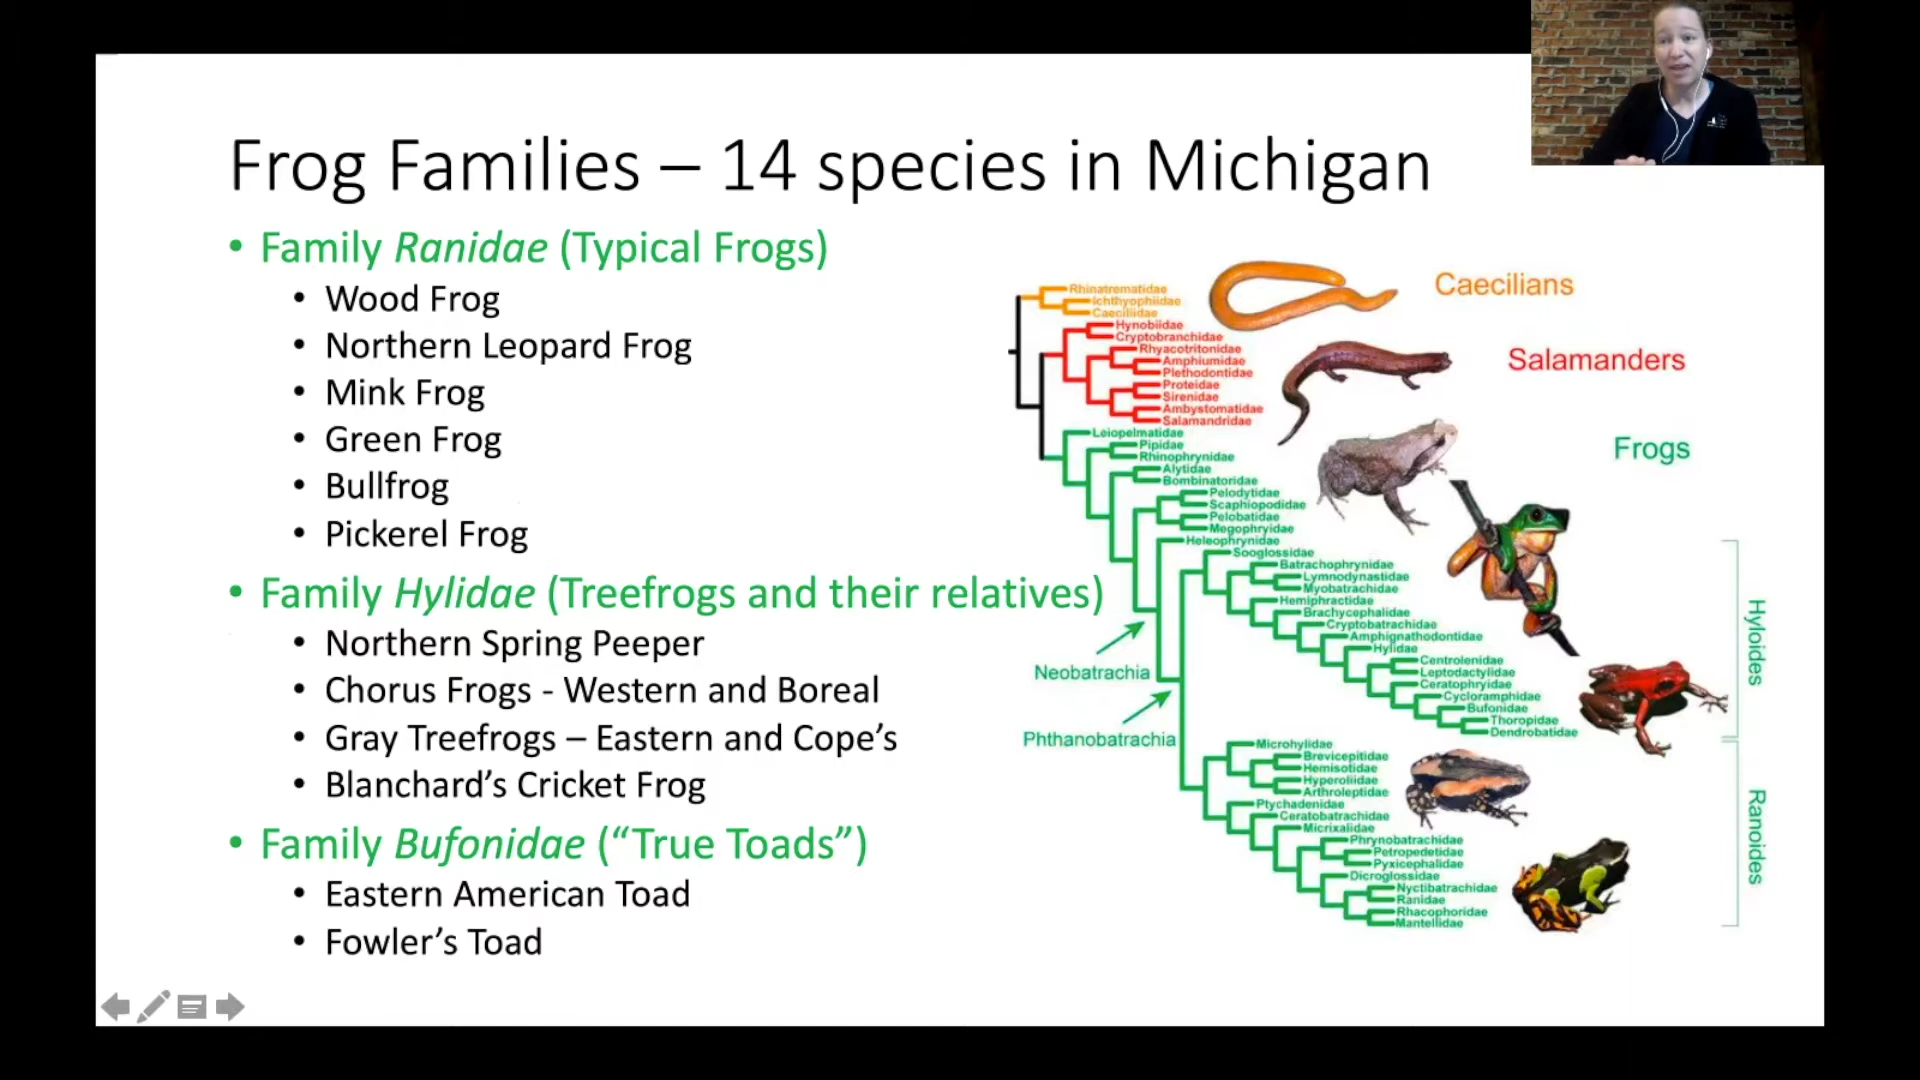 Frog Families – 14 species in Michigan
• Family Ranidae (Typical Frogs)
• Wood Frog
• Northern Leopard Frog
• Mink Frog
• Green Frog
• Bullfrog
• Pickerel Frog
• Family Hylidae (Treefrogs and their relatives)
• Northern Spring Peeper
• Chorus Frogs - Western and Boreal
• Gray Treefrogs – Eastern and Cope’s
• Blanchard’s Cricket Frog
• Family Bufonidae (“True Toads”)
• Eastern American Toad
• Fowler’s Toad
Caecilians
Salamanders
Frogs
Rhinatrematidae
Ichthyophiidae
Caeciliidae
Hynobiidae
Cryptobranchidae
Rhyacotritonidae
Amphiumidae
Plethodontidae
Proteidae
Sirenidae
Ambystomatidae
Salamandridae
Leiopelmatidae
Pipidae
Rhinophrynidae
Alytidae
Bombinatoridae
Pelodytidae
Scaphiopodidae
Pelobatidae
Megophryidae
Heleophrynidae
Sooglossidae
Batrachophrynidae
Lymnodynastidae
Myobatrachidae
Hemiphractidae
Brachycephalidae
Cryptobatrachidae
Amphignathodontidae
Hylidae
Centrolenidae
Leptodactylidae
Ceratophryidae
Cycloramphidae
Bufonidae
Thoropidae
Dendrobatidae
Microhylidae
Brevicepitidae
Hemisotidae
Hyperoliidae
Arthroleptidae
Ptychadenidae
Ceratobatrachidae
Micrixalidae
Phrynobatrachidae
Petropedetidae
Pyxicephalidae
Dicroglossidae
Nyctibatrachidae
Ranidae
Rhacophoridae
Mantellidae
Neobatrachia
Phthanobatrachia
Hyloides
Ranoides